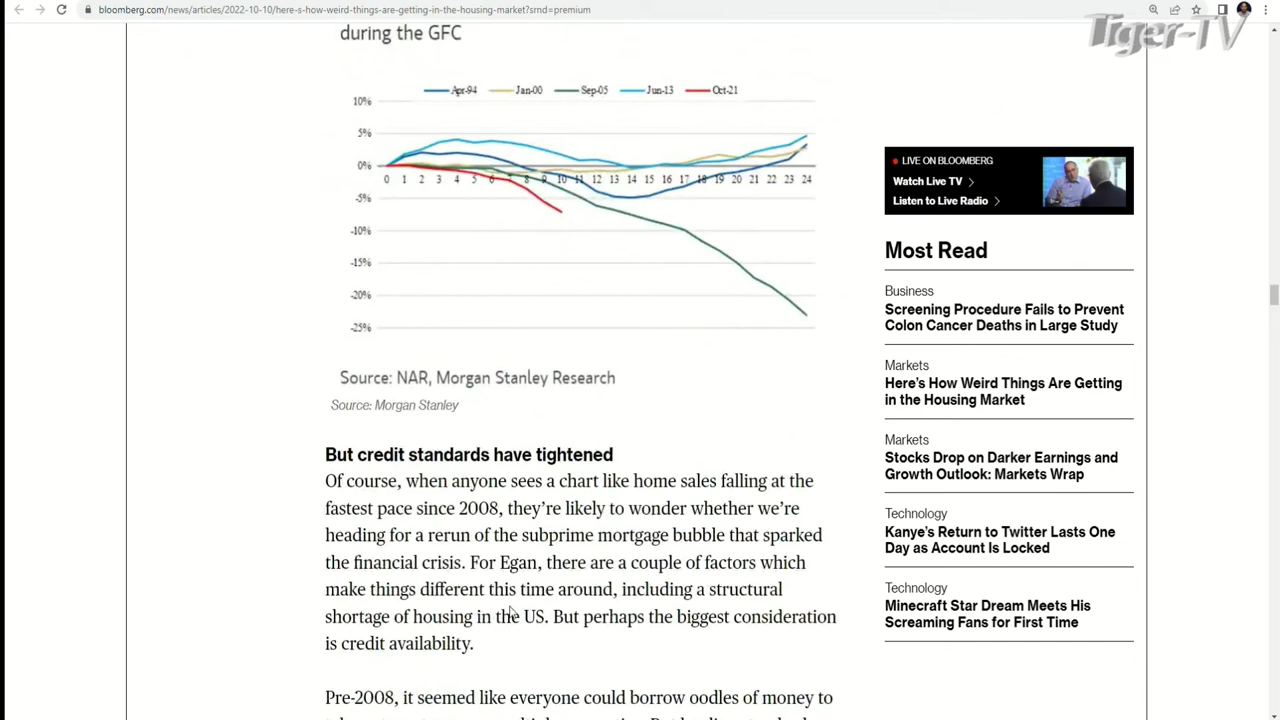 bloomberg.com/news/articles/2022-10-10/here-s-how-weird-things-are-getting-in-the-housing-market?srnd=premium
Tiger-TV
during the GFC
Apr-94 Jan-00 Sep-05 Jun-13 Oct-21
10%
5%
0%
0 1 2 3 4 5 6 7 8 9 10 11 12 13 14 15 16 17 18 19 20 21 22 23 24
-5%
-10%
-15%
-20%
-25%
Source: NAR, Morgan Stanley Research
Source: Morgan Stanley
But credit standards have tightened
Of course, when anyone sees a chart like home sales falling at the
fastest pace since 2008, they're likely to wonder whether we're
heading for a rerun of the subprime mortgage bubble that sparked
the financial crisis. For Egan, there are a couple of factors which
make things different this time around, including a structural
shortage of housing in the US. But perhaps the biggest consideration
is credit availability.
Pre-2008, it seemed like everyone could borrow oodles of money to
LIVE ON BLOOMBERG
Watch Live TV
Listen to Live Radio
Most Read
Business
Screening Procedure Fails to Prevent
Colon Cancer Deaths in Large Study
Markets
Here's How Weird Things Are Getting
in the Housing Market
Markets
Stocks Drop on Darker Earnings and
Growth Outlook: Markets Wrap
Technology
Kanye's Return to Twitter Lasts One
Day as Account Is Locked
Technology
Minecraft Star Dream Meets His
Screaming Fans for First Time